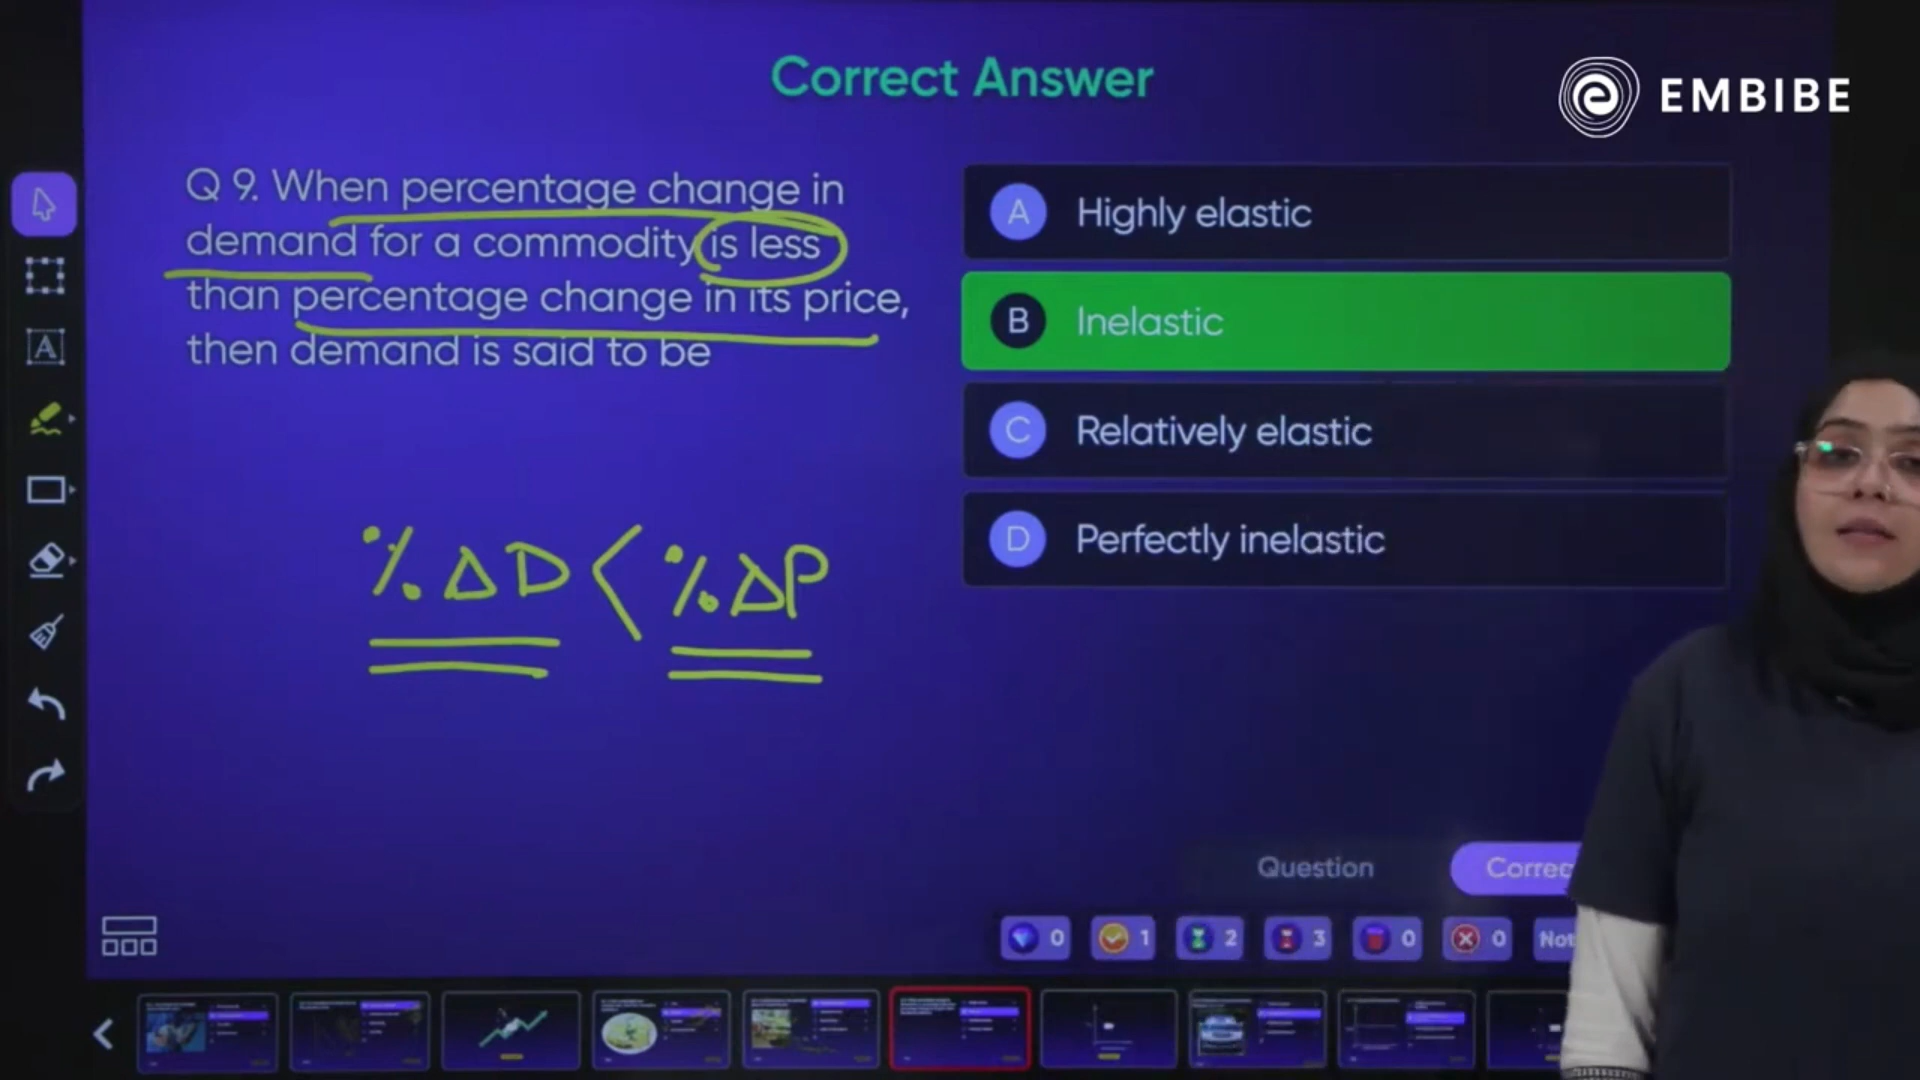 Correct Answer
EMBIBE
Q 9. When percentage change in
demand for a commodity is less
than percentage change in its price,
then demand is said to be
A Highly elastic
B Inelastic
C Relatively elastic
D Perfectly inelastic
% Δ D < % Δ P
Question
Correc
0 1 2 3 0 0 Not